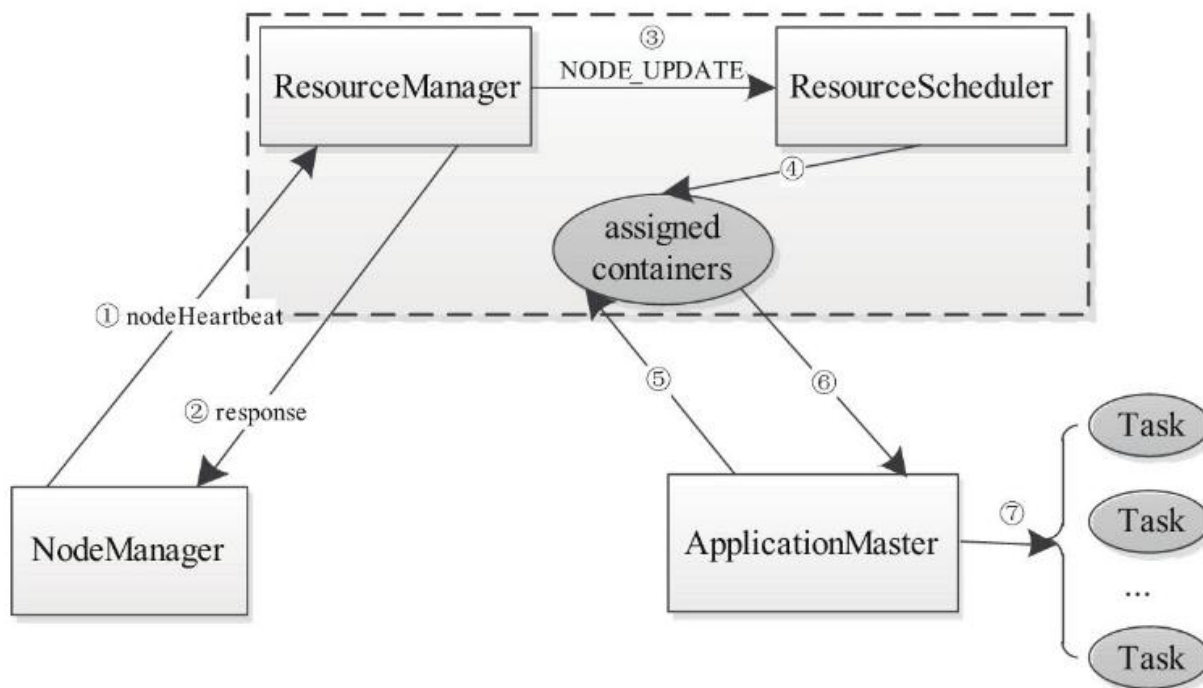 ③
NODE_UPDATE
ResourceManager
ResourceScheduler
④
assigned
containers
① nodeHeartbeat
② response
⑤
⑥
Task
NodeManager
ApplicationMaster
⑦
Task
...
Task